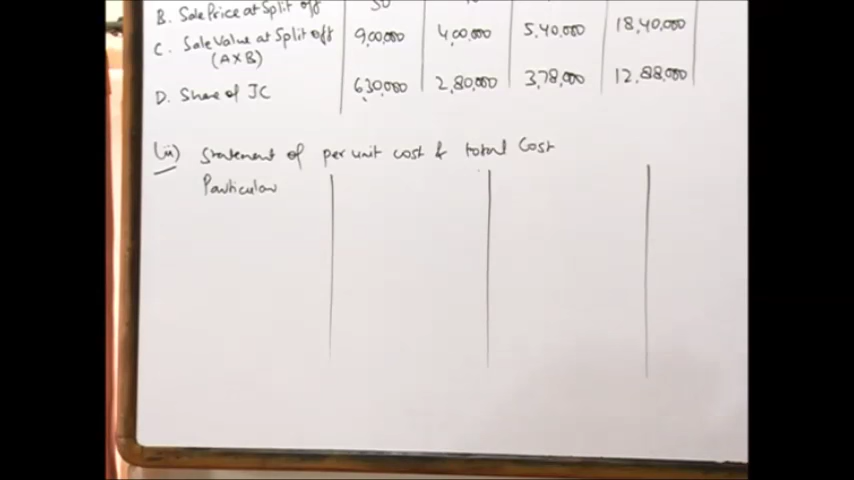 B. Sale Price at Split off 50
C. Sale Value at Split off 9,00,000 4,00,000 5,40,000 18,40,000
(A×B)
D. Share of JC 6,30,000 2,80,000 3,78,000 12,88,000
(ii) Statement of per unit cost & total Cost
Particulars